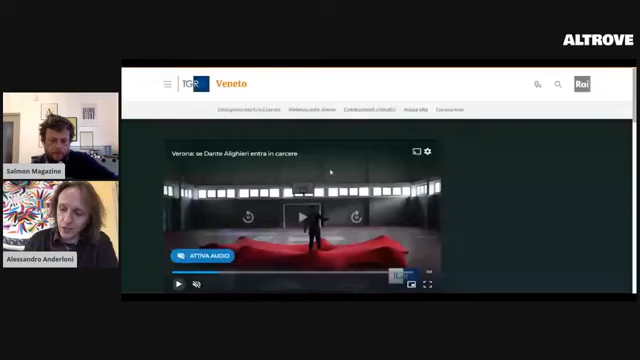 ALTROVE
TGR Veneto
Rai
Verona: se Dante Alighieri entra in carcere
ATTIVA AUDIO
Salmon Magazine
Alessandro Anderloni